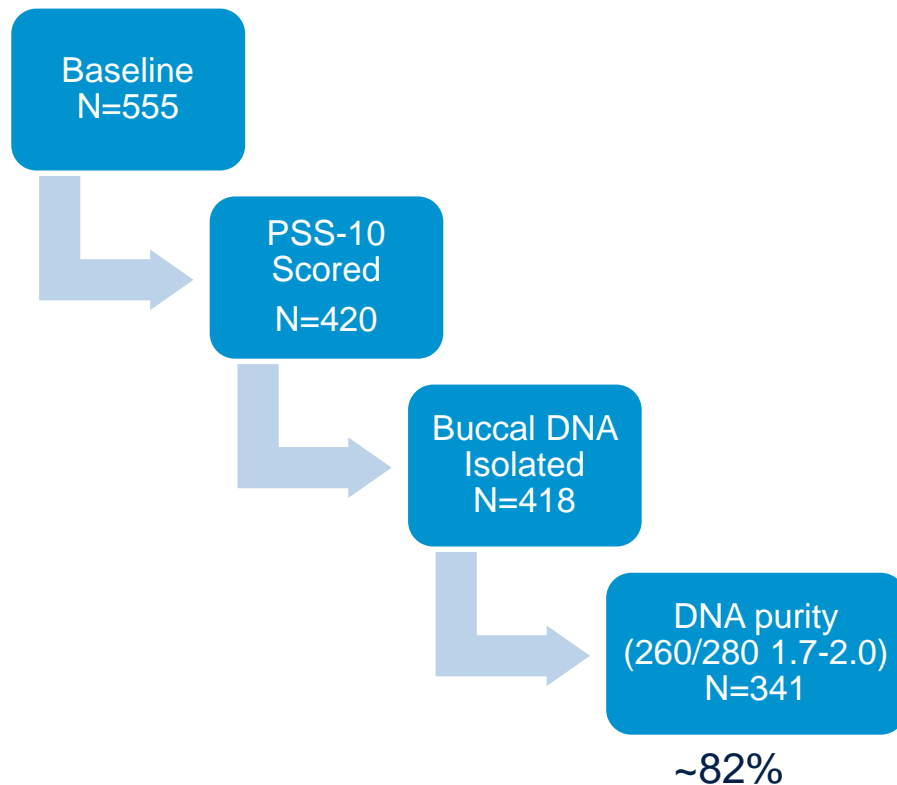 Baseline
N=555
PSS-10
Scored
N=420
Buccal DNA
Isolated
N=418
DNA purity
(260/280 1.7-2.0)
N=341
~82%